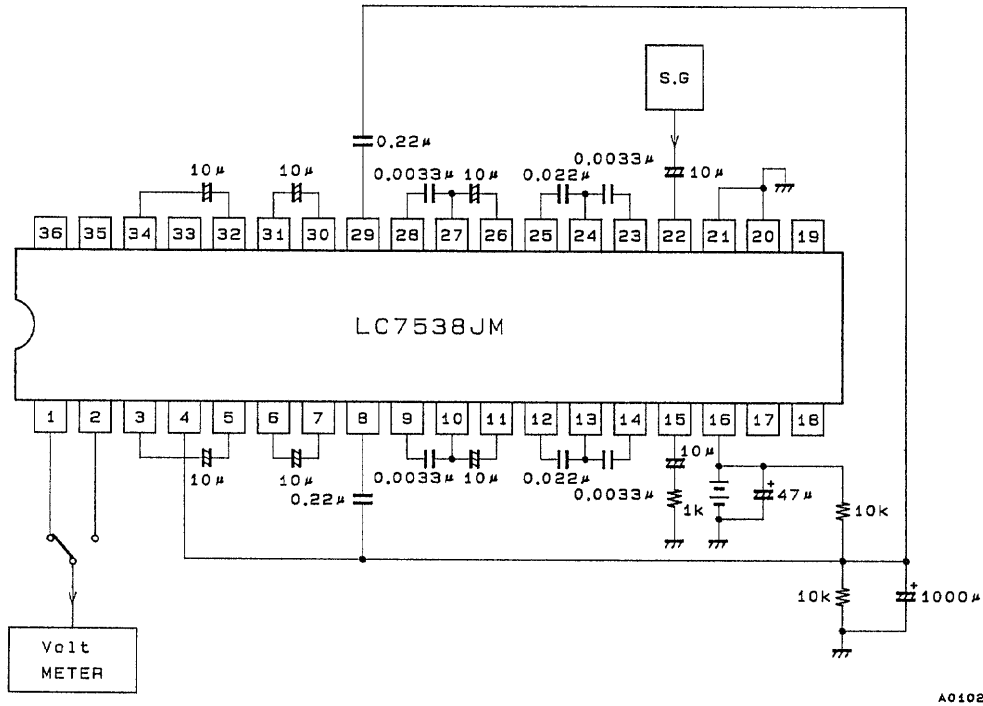 S.G
0.22μ
10μ
10μ
0.0033μ
10μ
0.022μ
0.0033μ
10μ
36 35 34 33 32 31 30 29 28 27 26 25 24 23 22 21 20 19
LC7538JM
1 2 3 4 5 6 7 8 9 10 11 12 13 14 15 16 17 18
10μ
10μ
0.22μ
0.0033μ
10μ
0.022μ
0.0033μ
10μ
1k
+
47μ
10k
10k
+
1000μ
Volt
METER
A0102